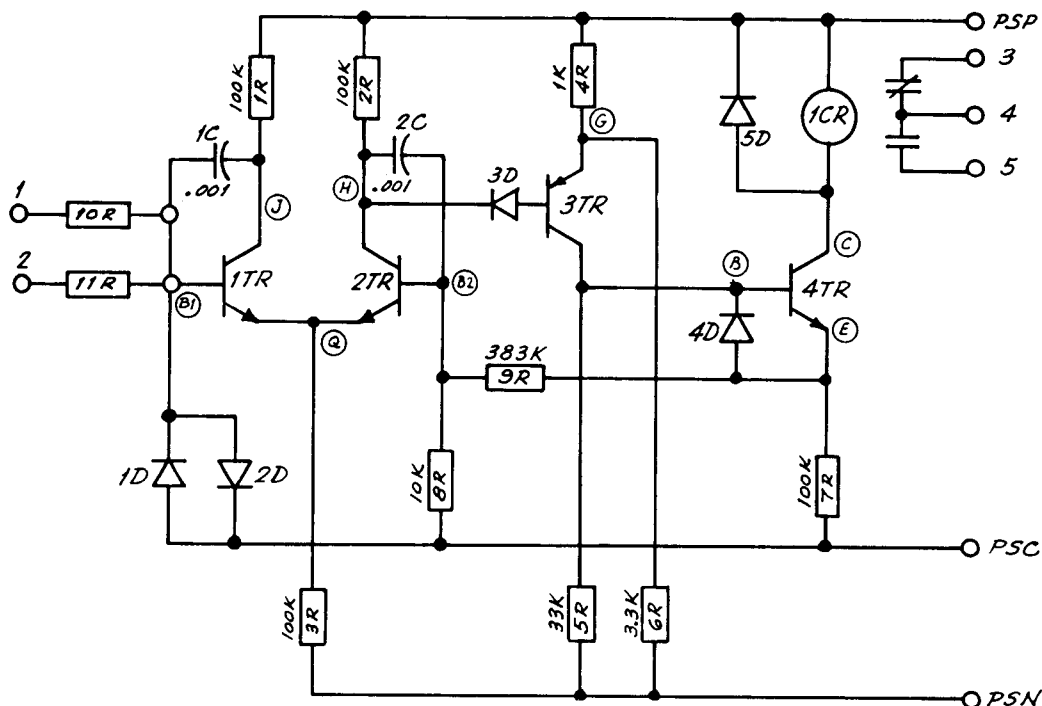 PSP
3
4
5
100K
1R
100K
2R
1K
4R
G
5D
1CR
1C
.001
2C
.001
J
H
3D
3TR
1
10R
2
11R
B1
1TR
2TR
B2
B
C
4TR
E
4D
Q
383K
9R
1D
2D
10K
8R
100K
7R
PSC
100K
3R
33K
5R
3.3K
6R
PSN